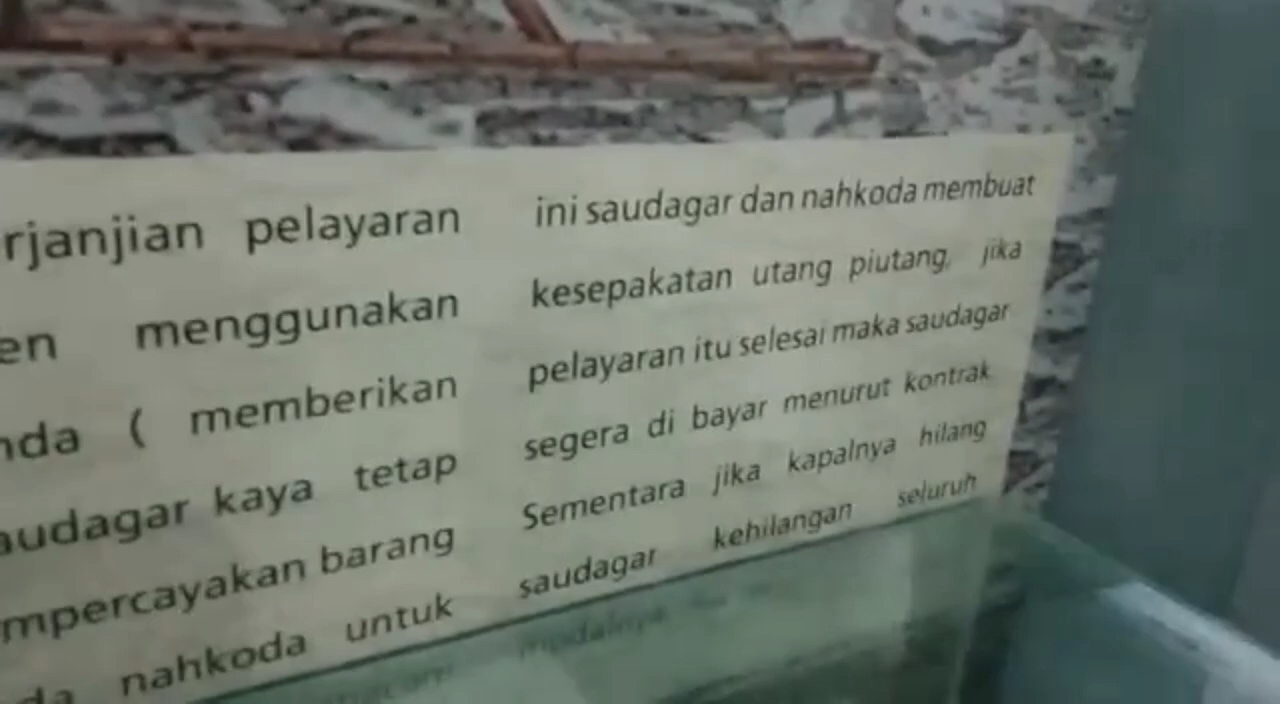 rjanjian pelayaran
en menggunakan
nda ( memberikan
audagar kaya tetap
mpercayakan barang
da nahkoda untuk
ini saudagar dan nahkoda membuat
kesepakatan utang piutang, jika
pelayaran itu selesai maka saudagar
segera di bayar menurut kontrak
Sementara jika kapalnya hilang
saudagar kehilangan seluruh
modalnya